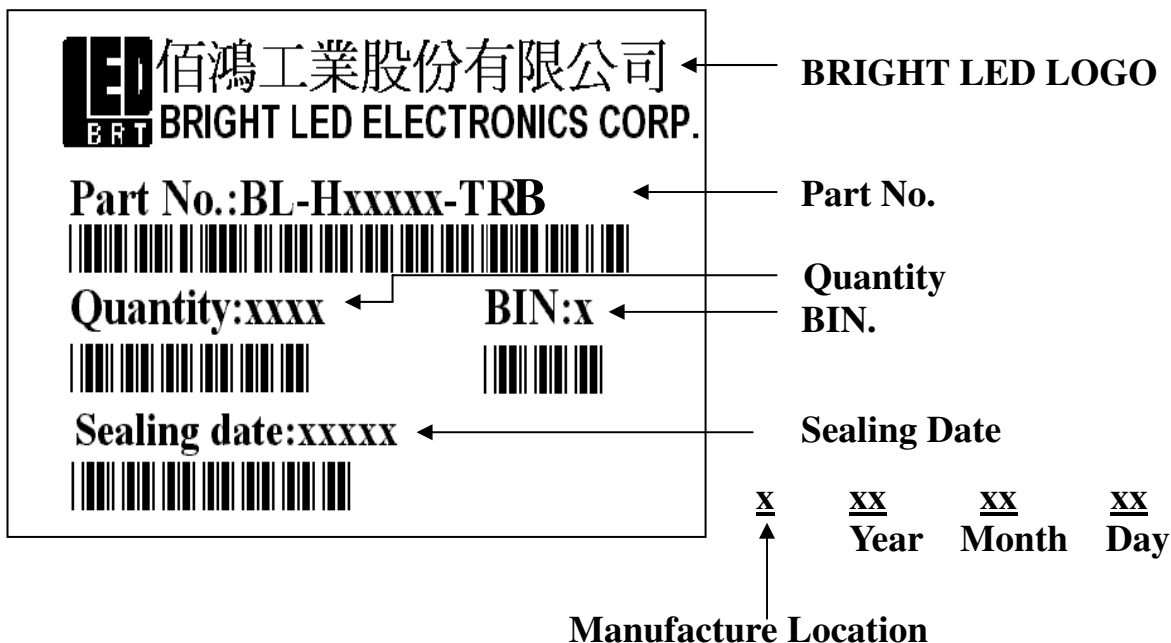 LED 佰鴻工業股份有限公司
BRT BRIGHT LED ELECTRONICS CORP.
BRIGHT LED LOGO
Part No.:BL-Hxxxxx-TRB
Part No.
Quantity:xxxx
BIN:x
Quantity
BIN.
Sealing date:xxxxx
Sealing Date
x xx xx xx
Year Month Day
Manufacture Location